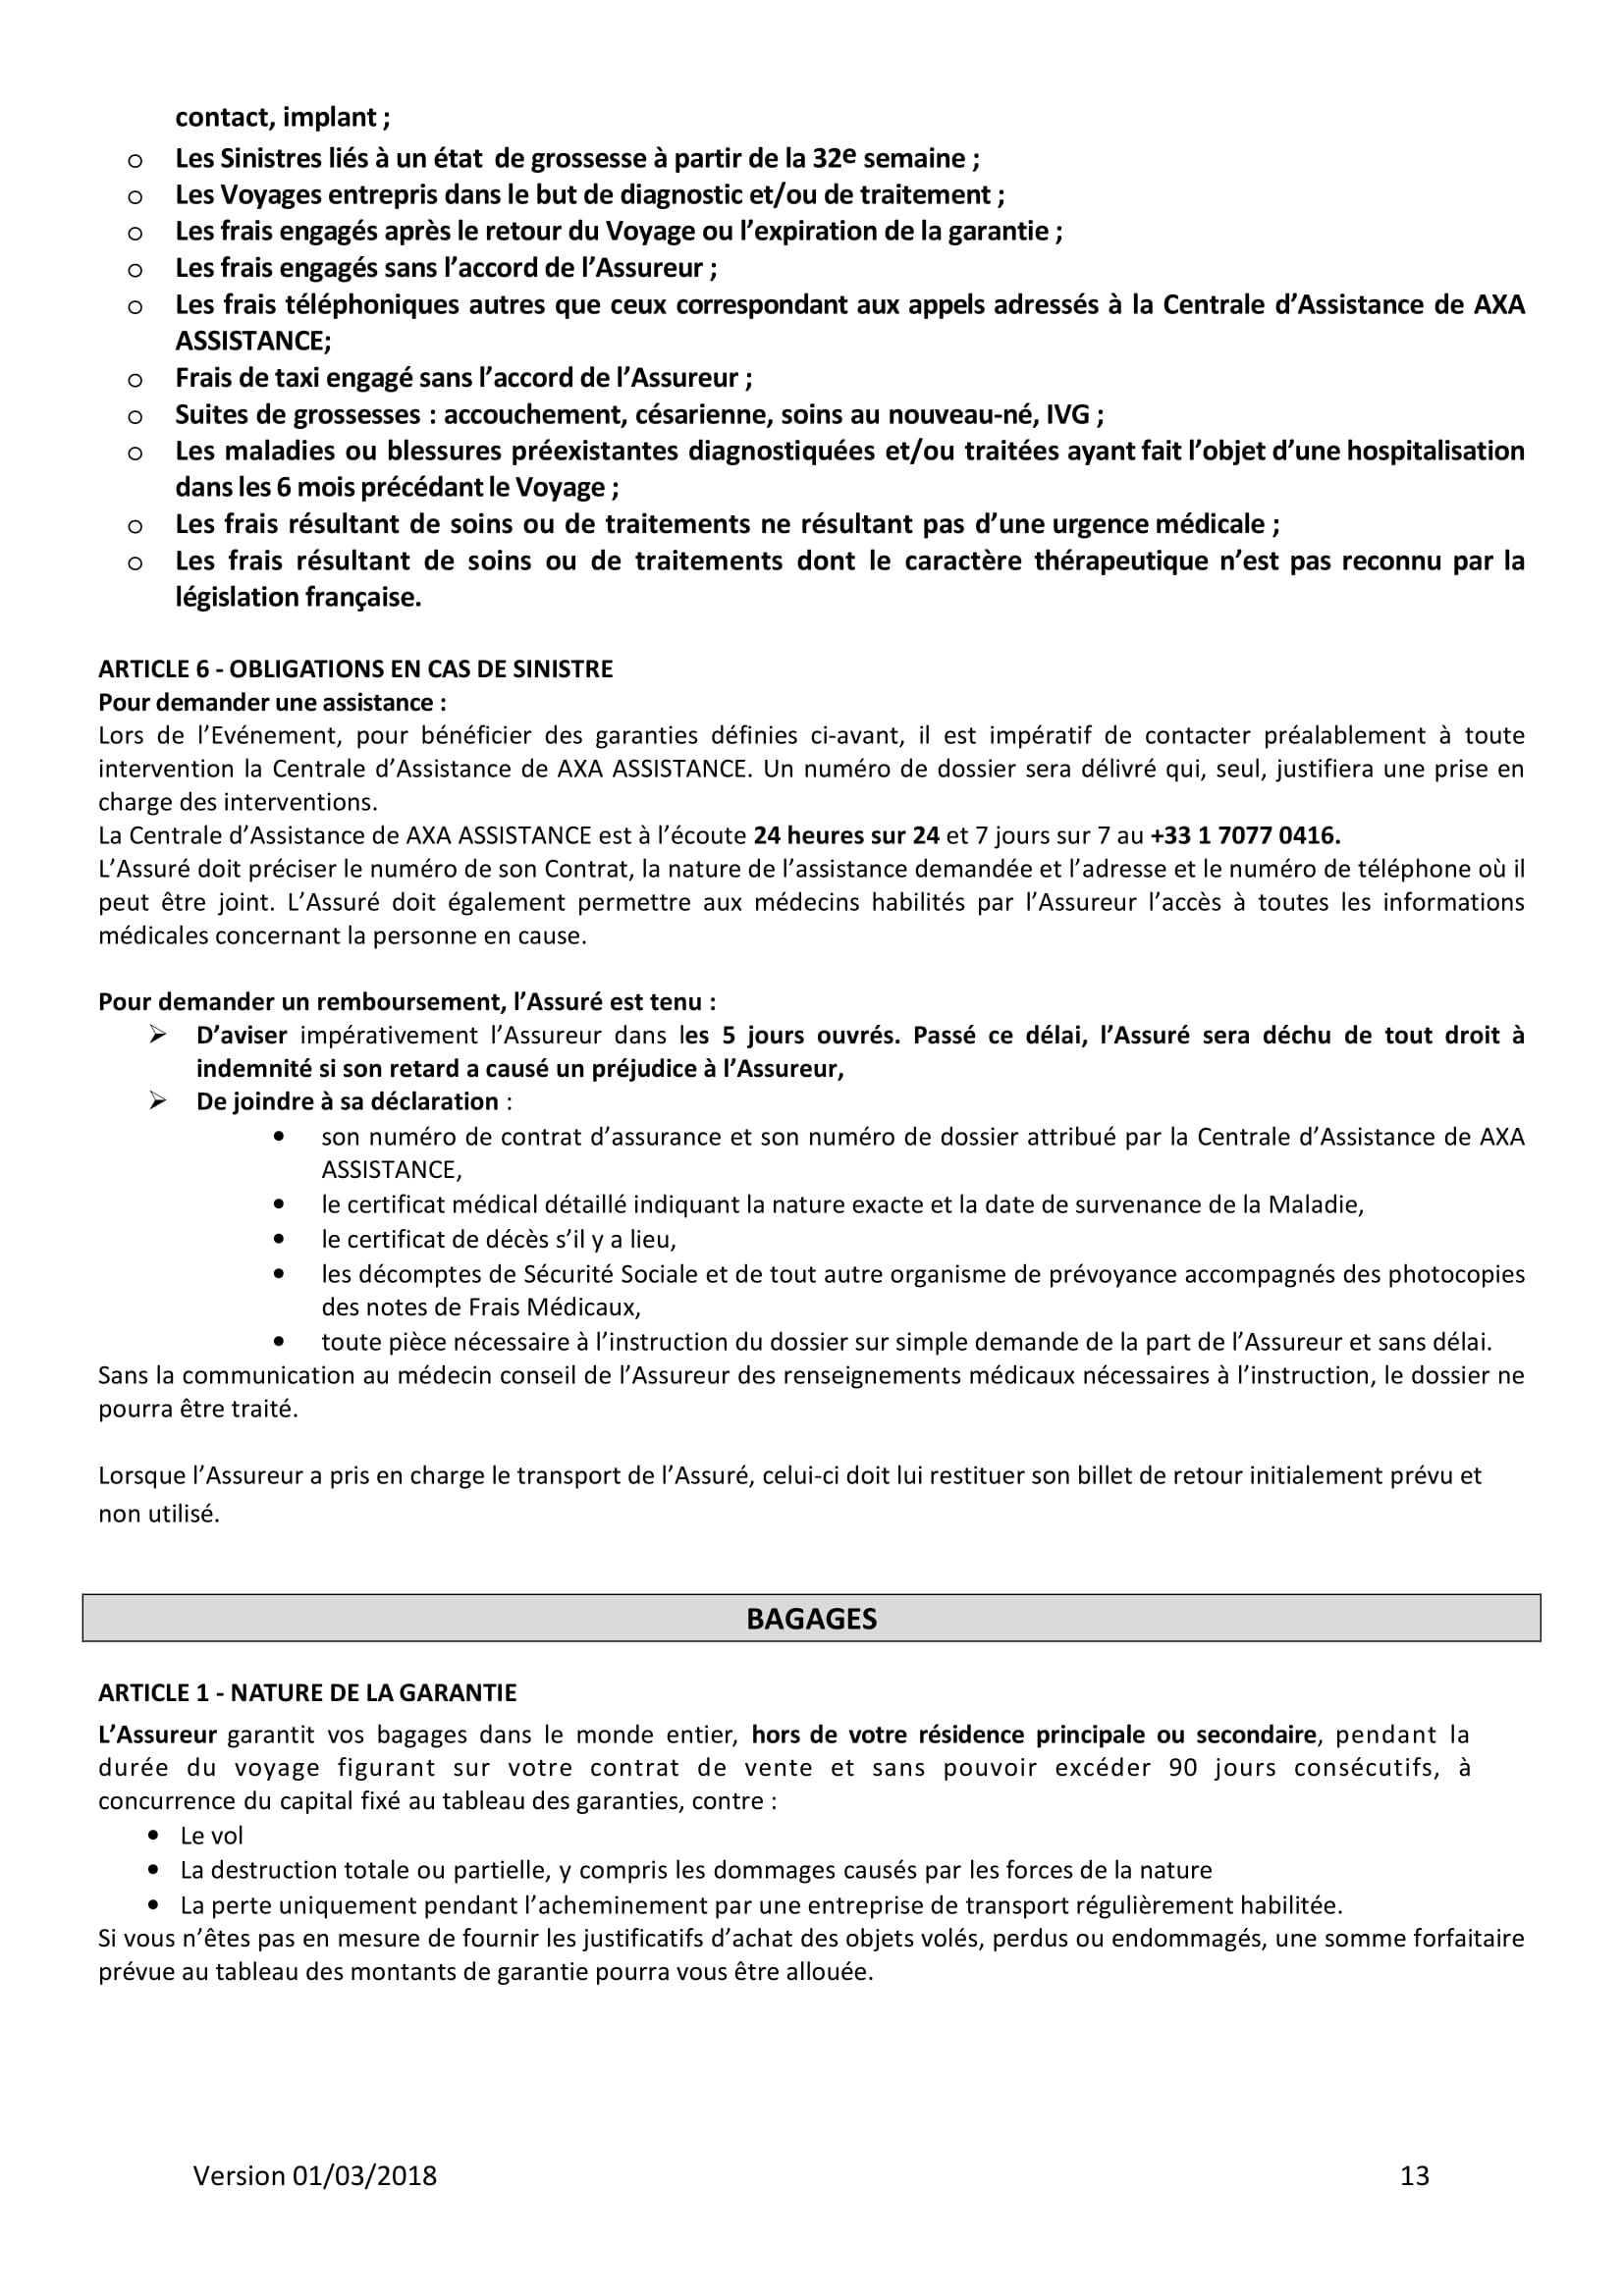 contact, implant ;
o Les Sinistres liés à un état de grossesse à partir de la 32e semaine ;
o Les Voyages entrepris dans le but de diagnostic et/ou de traitement ;
o Les frais engagés après le retour du Voyage ou l’expiration de la garantie ;
o Les frais engagés sans l’accord de l’Assureur ;
o Les frais téléphoniques autres que ceux correspondant aux appels adressés à la Centrale d’Assistance de AXA
ASSISTANCE;
o Frais de taxi engagé sans l’accord de l’Assureur ;
o Suites de grossesses : accouchement, césarienne, soins au nouveau-né, IVG ;
o Les maladies ou blessures préexistantes diagnostiquées et/ou traitées ayant fait l’objet d’une hospitalisation
dans les 6 mois précédant le Voyage ;
o Les frais résultant de soins ou de traitements ne résultant pas d’une urgence médicale ;
o Les frais résultant de soins ou de traitements dont le caractère thérapeutique n’est pas reconnu par la
législation française.
ARTICLE 6 - OBLIGATIONS EN CAS DE SINISTRE
Pour demander une assistance :
Lors de l’Evénement, pour bénéficier des garanties définies ci-avant, il est impératif de contacter préalablement à toute
intervention la Centrale d’Assistance de AXA ASSISTANCE. Un numéro de dossier sera délivré qui, seul, justifiera une prise en
charge des interventions.
La Centrale d’Assistance de AXA ASSISTANCE est à l’écoute 24 heures sur 24 et 7 jours sur 7 au +33 1 7077 0416.
L’Assuré doit préciser le numéro de son Contrat, la nature de l’assistance demandée et l’adresse et le numéro de téléphone où il
peut être joint. L’Assuré doit également permettre aux médecins habilités par l’Assureur l’accès à toutes les informations
médicales concernant la personne en cause.
Pour demander un remboursement, l’Assuré est tenu :
➢ D’aviser impérativement l’Assureur dans les 5 jours ouvrés. Passé ce délai, l’Assuré sera déchu de tout droit à
indemnité si son retard a causé un préjudice à l’Assureur,
➢ De joindre à sa déclaration :
• son numéro de contrat d’assurance et son numéro de dossier attribué par la Centrale d’Assistance de AXA
ASSISTANCE,
• le certificat médical détaillé indiquant la nature exacte et la date de survenance de la Maladie,
• le certificat de décès s’il y a lieu,
• les décomptes de Sécurité Sociale et de tout autre organisme de prévoyance accompagnés des photocopies
des notes de Frais Médicaux,
• toute pièce nécessaire à l’instruction du dossier sur simple demande de la part de l’Assureur et sans délai.
Sans la communication au médecin conseil de l’Assureur des renseignements médicaux nécessaires à l’instruction, le dossier ne
pourra être traité.
Lorsque l’Assureur a pris en charge le transport de l’Assuré, celui-ci doit lui restituer son billet de retour initialement prévu et
non utilisé.
BAGAGES
ARTICLE 1 - NATURE DE LA GARANTIE
L’Assureur garantit vos bagages dans le monde entier, hors de votre résidence principale ou secondaire, pendant la
durée du voyage figurant sur votre contrat de vente et sans pouvoir excéder 90 jours consécutifs, à
concurrence du capital fixé au tableau des garanties, contre :
• Le vol
• La destruction totale ou partielle, y compris les dommages causés par les forces de la nature
• La perte uniquement pendant l’acheminement par une entreprise de transport régulièrement habilitée.
Si vous n’êtes pas en mesure de fournir les justificatifs d’achat des objets volés, perdus ou endommagés, une somme forfaitaire
prévue au tableau des montants de garantie pourra vous être allouée.
Version 01/03/2018 13